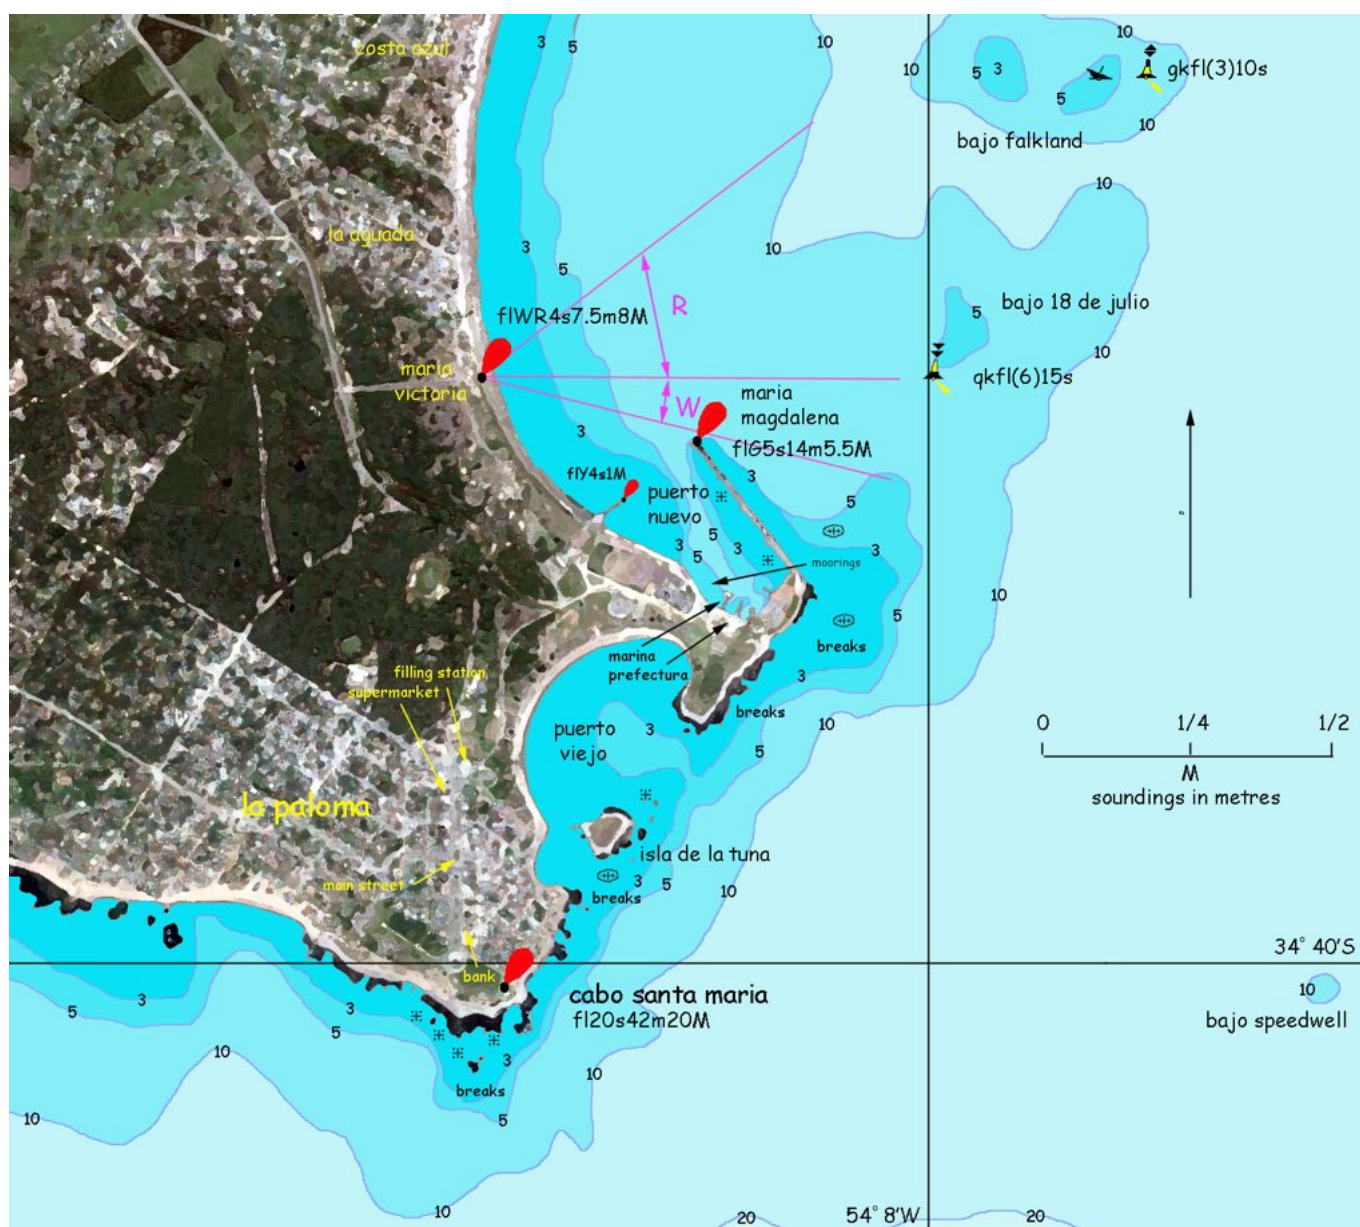 costa azul
3
5
10
10
10
5
3
5
gkfl(3)10s
10
bajo falkland
10
la aguada
3
5
10
R
5
bajo 18 de julio
10
flWR4s7.5m8M
maria
victoria
qkfl(6)15s
W
maria
magdalena
flG5s14m5.5M
3
flY4s1M
puerto
nuevo
3
5
5
3
3
5
3
moorings
10
5
marina
prefectura
breaks
3
filling station
supermarket
breaks
10
puerto
viejo
3
5
0
1/4
1/2
M
soundings in metres
la paloma
isla de la tuna
main street
3
5
10
breaks
bank
34° 40'S
cabo santa maria
fl20s42m20M
10
bajo speedwell
5
3
3
5
10
3
breaks
10
10
5
10
20
54° 8'W
20